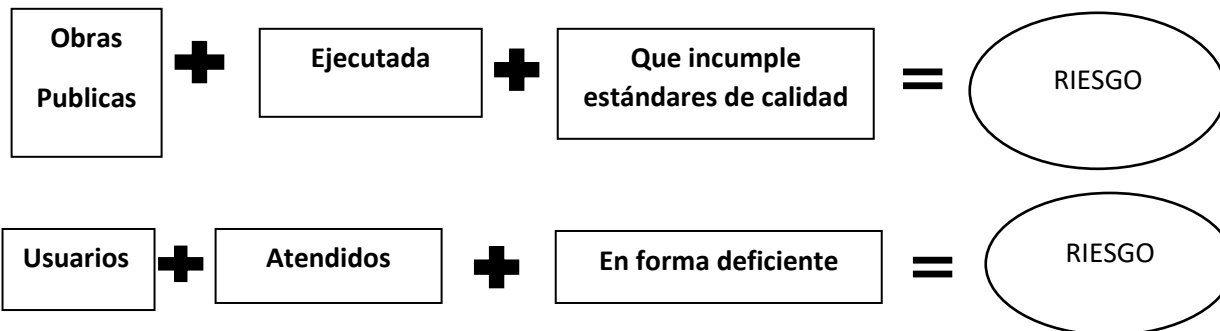 Obras
Publicas
Ejecutada
Que incumple
estándares de calidad
RIESGO
Usuarios
Atendidos
En forma deficiente
RIESGO